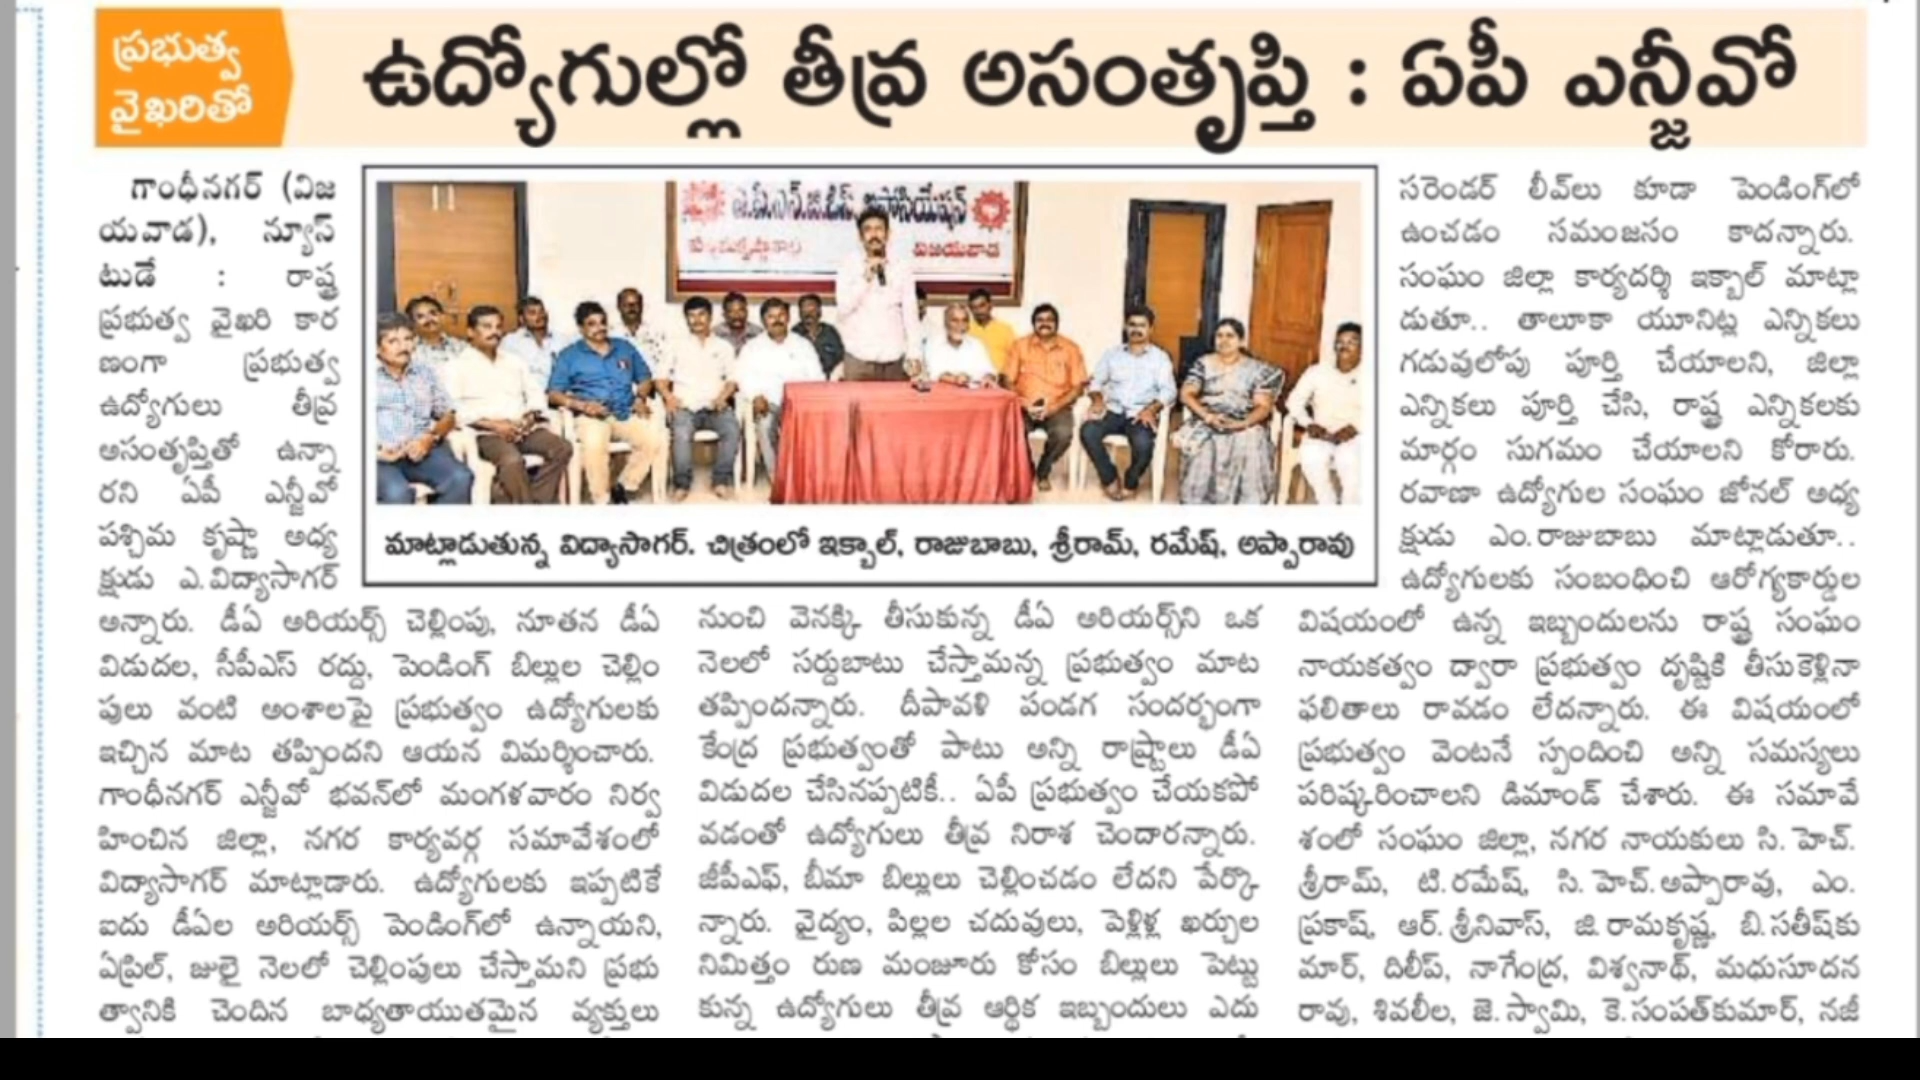 ప్రభుత్వ
వైఖరితో
ఉద్యోగుల్లో తీవ్ర అసంతృప్తి : ఏపీ ఎన్జీవో
గాంధీనగర్ (విజ
యవాడ), న్యూస్
టుడే : రాష్ట్ర
ప్రభుత్వ వైఖరి కార
ణంగా ప్రభుత్వ
ఉద్యోగులు తీవ్ర
అసంతృప్తితో ఉన్నా
రని ఏపీ ఎన్జీవో
పశ్చిమ కృష్ణా అధ్య
క్షుడు ఎ.విద్యాసాగర్
అన్నారు. డీఏ అరియర్స్ చెల్లింపు, నూతన డీఏ
విడుదల, సీపీఎస్ రద్దు, పెండింగ్ బిల్లుల చెల్లిం
పులు వంటి అంశాలపై ప్రభుత్వం ఉద్యోగులకు
ఇచ్చిన మాట తప్పిందని ఆయన విమర్శించారు.
గాంధీనగర్ ఎన్జీవో భవన్‌లో మంగళవారం నిర్వ
హించిన జిల్లా, నగర కార్యవర్గ సమావేశంలో
విద్యాసాగర్ మాట్లాడారు. ఉద్యోగులకు ఇప్పటికే
ఐదు డీఏల అరియర్స్ పెండింగ్‌లో ఉన్నాయని,
ఏప్రిల్, జులై నెలలో చెల్లింపులు చేస్తామని ప్రభు
త్వానికి చెందిన బాధ్యతాయుతమైన వ్యక్తులు
ఎ.పి.ఎన్.జి.ఓస్ అసోసియేషన్
పశ్చిమకృష్ణాశాఖ విజయవాడ
మాట్లాడుతున్న విద్యాసాగర్. చిత్రంలో ఇక్బాల్, రాజుబాబు, శ్రీరామ్, రమేష్, అప్పారావు
నుంచి వెనక్కి తీసుకున్న డీఏ అరియర్స్‌ని ఒక
నెలలో సర్దుబాటు చేస్తామన్న ప్రభుత్వం మాట
తప్పిందన్నారు. దీపావళి పండగ సందర్భంగా
కేంద్ర ప్రభుత్వంతో పాటు అన్ని రాష్ట్రాలు డీఏ
విడుదల చేసినప్పటికీ.. ఏపీ ప్రభుత్వం చేయకపో
వడంతో ఉద్యోగులు తీవ్ర నిరాశ చెందారన్నారు.
జీపీఎఫ్, బీమా బిల్లులు చెల్లించడం లేదని పేర్కొ
న్నారు. వైద్యం, పిల్లల చదువులు, పెళ్లిళ్ల ఖర్చుల
నిమిత్తం రుణ మంజూరు కోసం బిల్లులు పెట్టు
కున్న ఉద్యోగులు తీవ్ర ఆర్థిక ఇబ్బందులు ఎదు
సరెండర్ లీవ్‌లు కూడా పెండింగ్‌లో
ఉంచడం సమంజసం కాదన్నారు.
సంఘం జిల్లా కార్యదర్శి ఇక్బాల్ మాట్లా
డుతూ.. తాలూకా యూనిట్ల ఎన్నికలు
గడువులోపు పూర్తి చేయాలని, జిల్లా
ఎన్నికలు పూర్తి చేసి, రాష్ట్ర ఎన్నికలకు
మార్గం సుగమం చేయాలని కోరారు.
రవాణా ఉద్యోగుల సంఘం జోనల్ అధ్య
క్షుడు ఎం.రాజుబాబు మాట్లాడుతూ..
ఉద్యోగులకు సంబంధించి ఆరోగ్యకార్డుల
విషయంలో ఉన్న ఇబ్బందులను రాష్ట్ర సంఘం
నాయకత్వం ద్వారా ప్రభుత్వం దృష్టికి తీసుకెళ్లినా
ఫలితాలు రావడం లేదన్నారు. ఈ విషయంలో
ప్రభుత్వం వెంటనే స్పందించి అన్ని సమస్యలు
పరిష్కరించాలని డిమాండ్ చేశారు. ఈ సమావే
శంలో సంఘం జిల్లా, నగర నాయకులు సి.హెచ్.
శ్రీరామ్, టి.రమేష్, సి.హెచ్.అప్పారావు, ఎం.
ప్రకాష్, ఆర్.శ్రీనివాస్, జి.రామకృష్ణ, బి.సతీష్‌కు
మార్, దిలీప్, నాగేంద్ర, విశ్వనాథ్, మధుసూదన
రావు, శివలీల, జె.స్వామి, కె.సంపత్‌కుమార్, నజీ